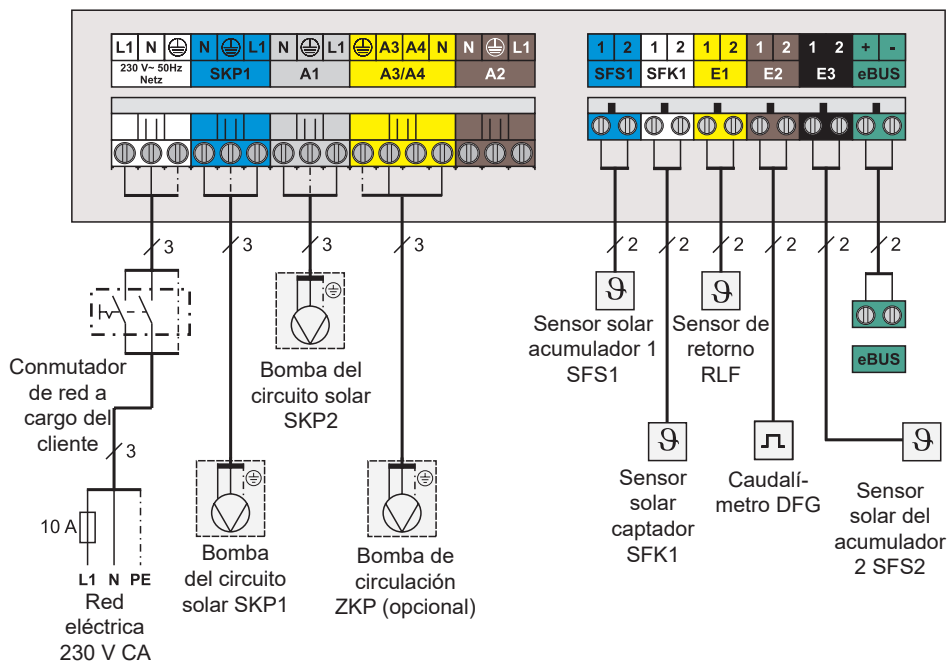 L1 N N L1 N L1 A3 A4 N N L1
230 V~ 50Hz
Netz
SKP1 A1 A3/A4 A2
1 2 1 2 1 2 1 2 1 2 + -
SFS1 SFK1 E1 E2 E3 eBUS
3 3 3 3 2 2 2 2 2 2
Conmutador
de red a
cargo del
cliente
3
10 A
L1 N PE
Red
eléctrica
230 V CA
Bomba
del circuito
solar SKP1
Bomba del
circuito solar
SKP2
Bomba de
circulación
ZKP (opcional)
ϑ
Sensor solar
acumulador 1
SFS1
ϑ
Sensor de
retorno
RLF
eBUS
ϑ
Sensor
solar
captador
SFK1
Caudalí-
metro DFG
ϑ
Sensor
solar del
acumulador
2 SFS2